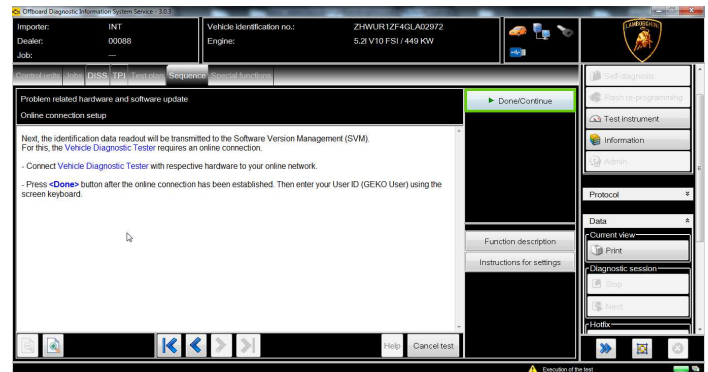 Offboard Diagnostic Information System Service - 3.0.3
Importer: INT
Dealer: 00088
Job: ---
Vehicle identification no.: ZHWUR1ZF4GLA02972
Engine: 5.2l V10 FSI / 449 KW
LAMBORGHINI
Control units Jobs DISS TPI Test plan Sequence Special functions
Problem related hardware and software update
Online connection setup
Next, the identification data readout will be transmitted to the Software Version Management (SVM).
For this, the Vehicle Diagnostic Tester requires an online connection.
- Connect Vehicle Diagnostic Tester with respective hardware to your online network.
- Press <Done> button after the online connection has been established. Then enter your User ID (GEKO User) using the
screen keyboard.
Done/Continue
Function description
Instructions for settings
Help
Cancel test
Self-diagnosis
Flash re-programming
Test instrument
Information
Admin
Protocol
Data
Current view
Print
Diagnostic session
Stop
Next
Hotfix
Execution of the test